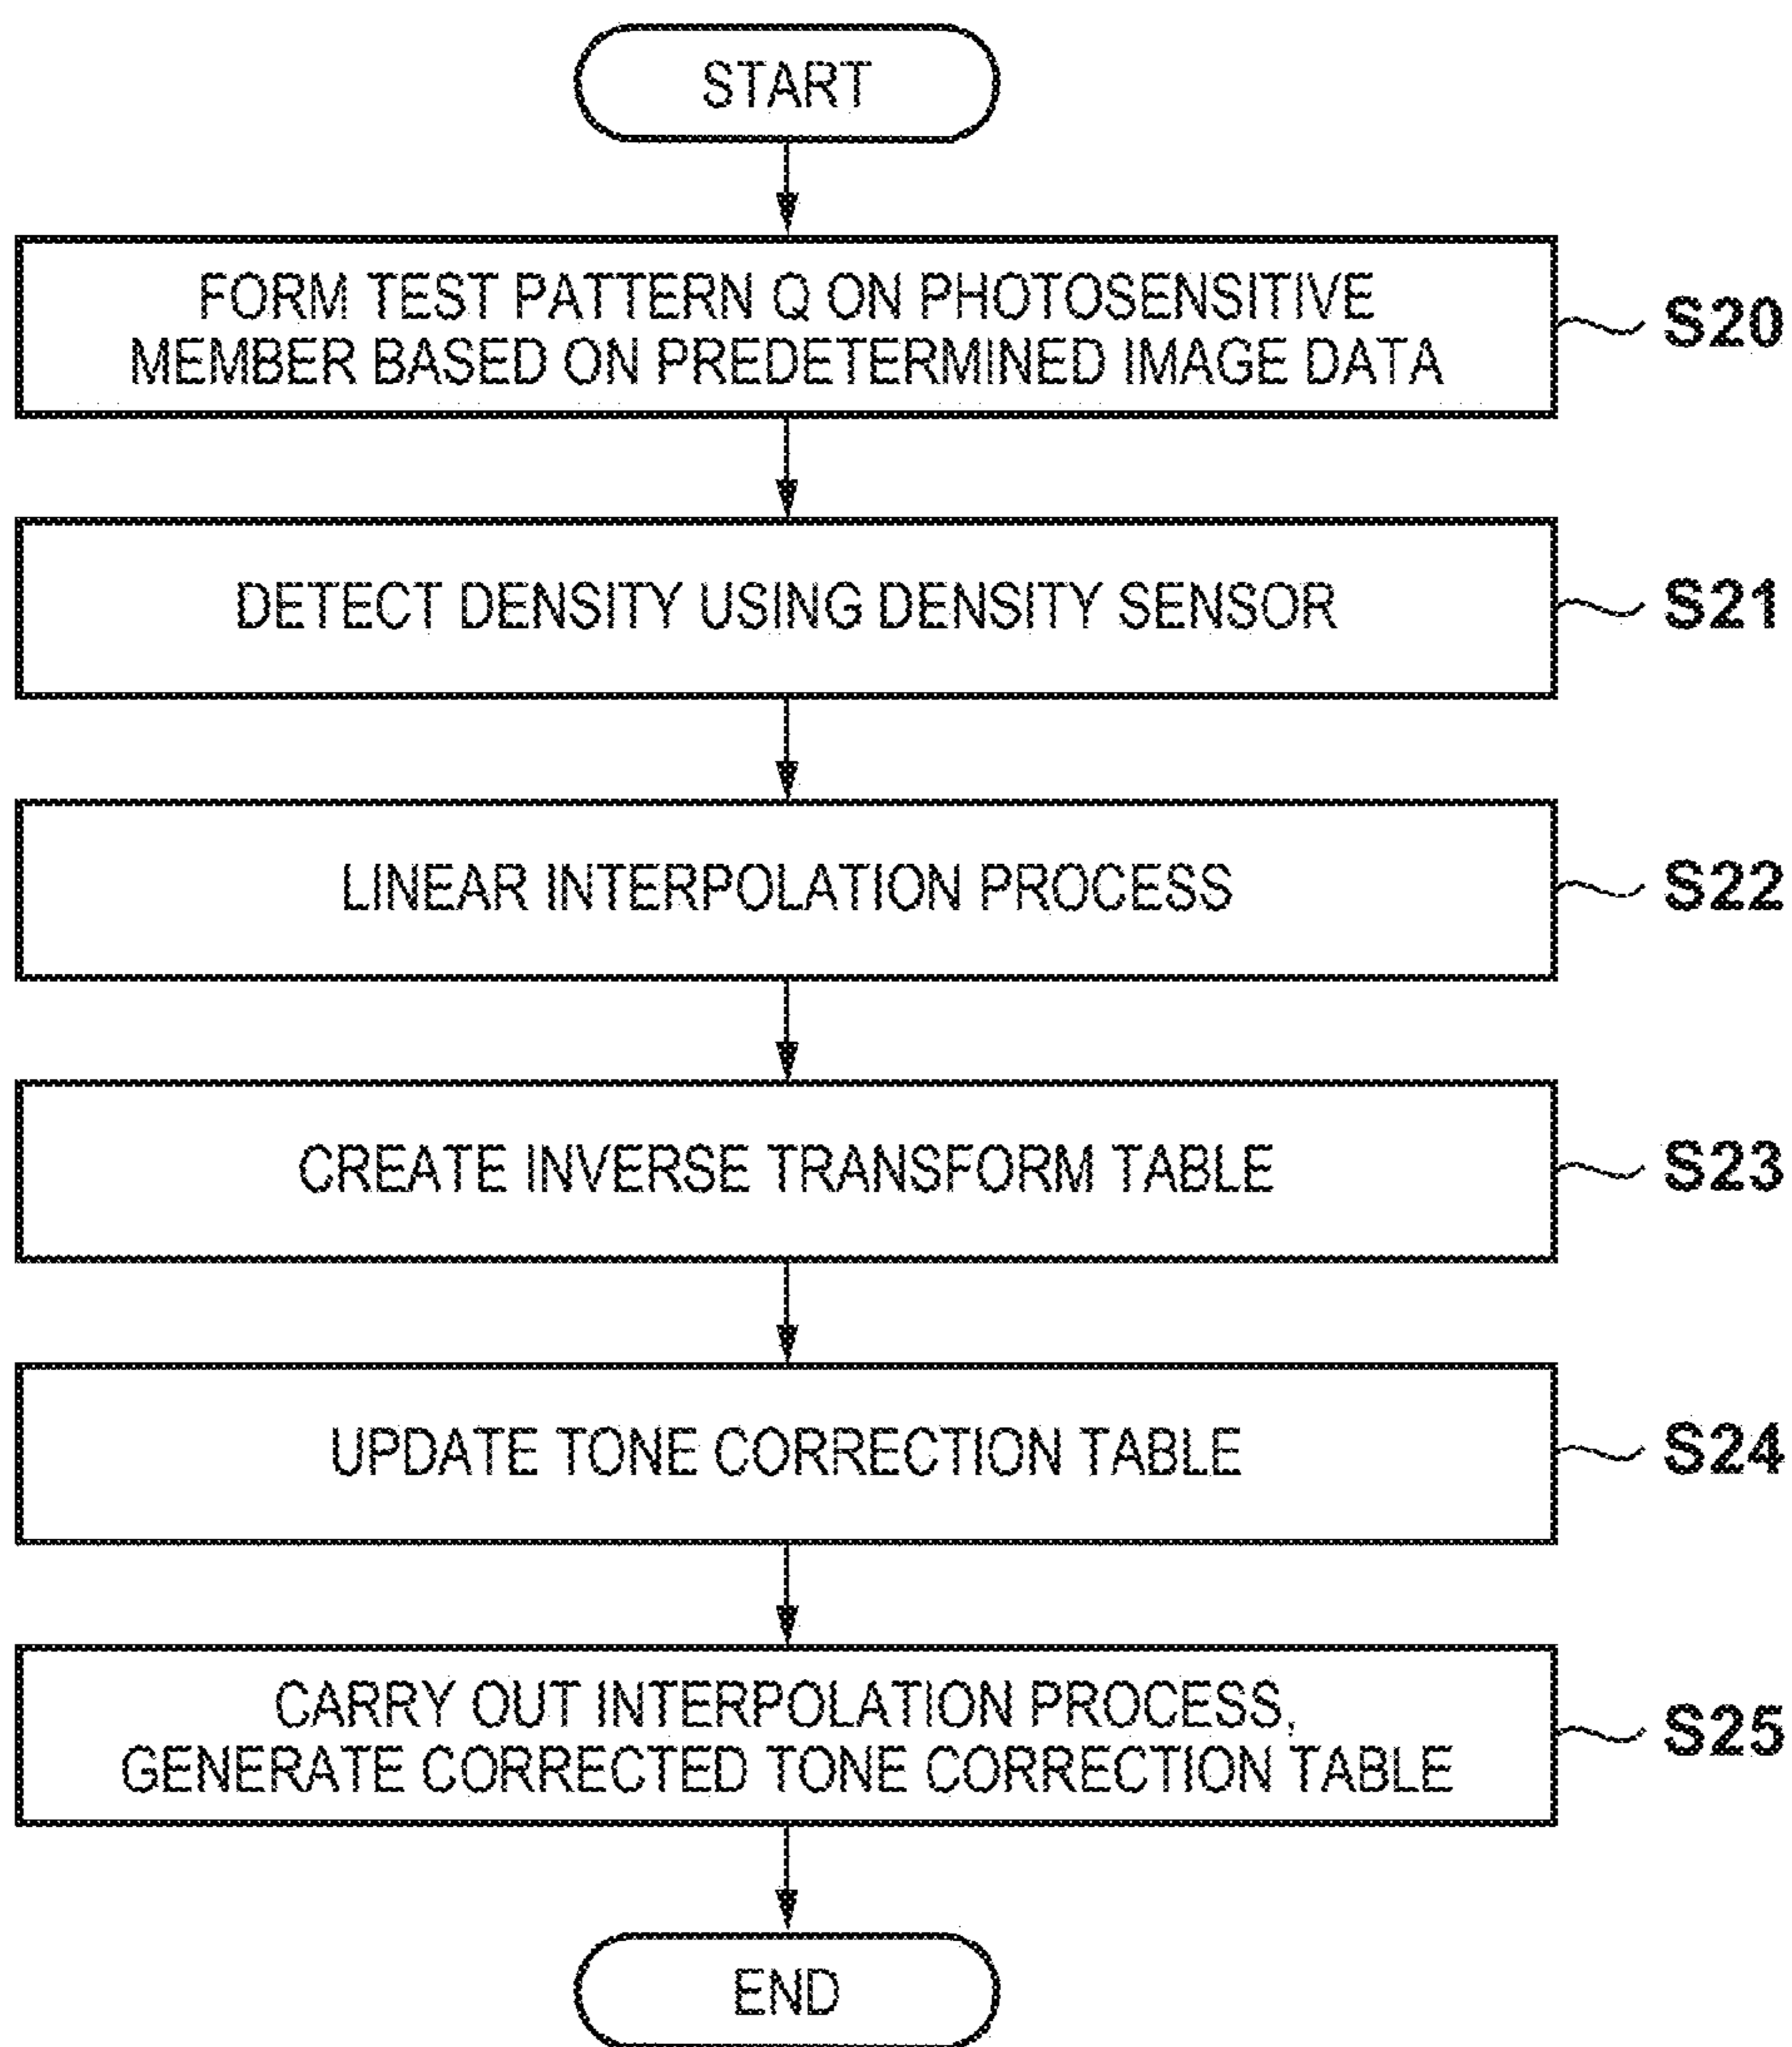 START
FORM TEST PATTERN Q ON PHOTOSENSITIVE
MEMBER BASED ON PREDETERMINED IMAGE DATA
S20
DETECT DENSITY USING DENSITY SENSOR
S21
LINEAR INTERPOLATION PROCESS
S22
CREATE INVERSE TRANSFORM TABLE
S23
UPDATE TONE CORRECTION TABLE
S24
CARRY OUT INTERPOLATION PROCESS,
GENERATE CORRECTED TONE CORRECTION TABLE
S25
END